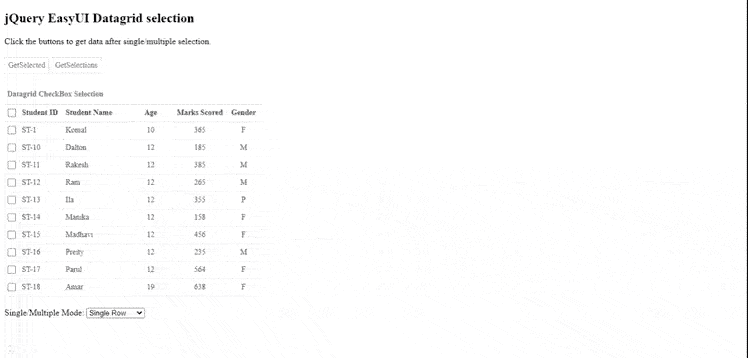 jQuery EasyUI Datagrid selection
Click the buttons to get data after single/multiple selection.
GetSelected GetSelections
Datagrid CheckBox Selection
Student ID Student Name Age Marks Scored Gender
ST-1 Komal 10 365 F
ST-10 Dalton 12 185 M
ST-11 Rakesh 12 385 M
ST-12 Ram 12 265 M
ST-13 Ila 12 355 P
ST-14 12 158 F
ST-15 Madhavi 12 456 F
ST-16 Preity 12 235 M
ST-17 Parul 12 564 F
ST-18 Amar 19 638 F
Single/Multiple Mode: Single Row